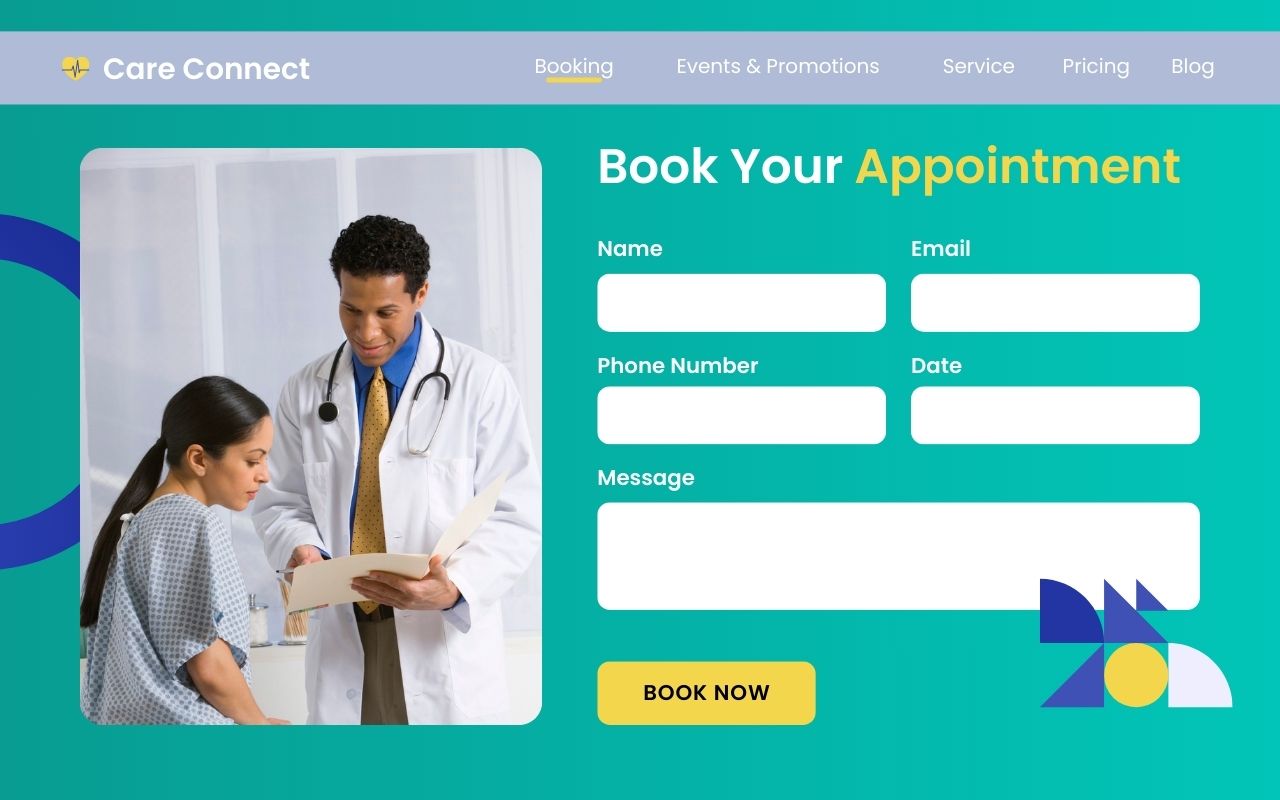 Care Connect
Booking Events & Promotions Service Pricing Blog
Book Your Appointment
Name Email
Phone Number Date
Message
BOOK NOW